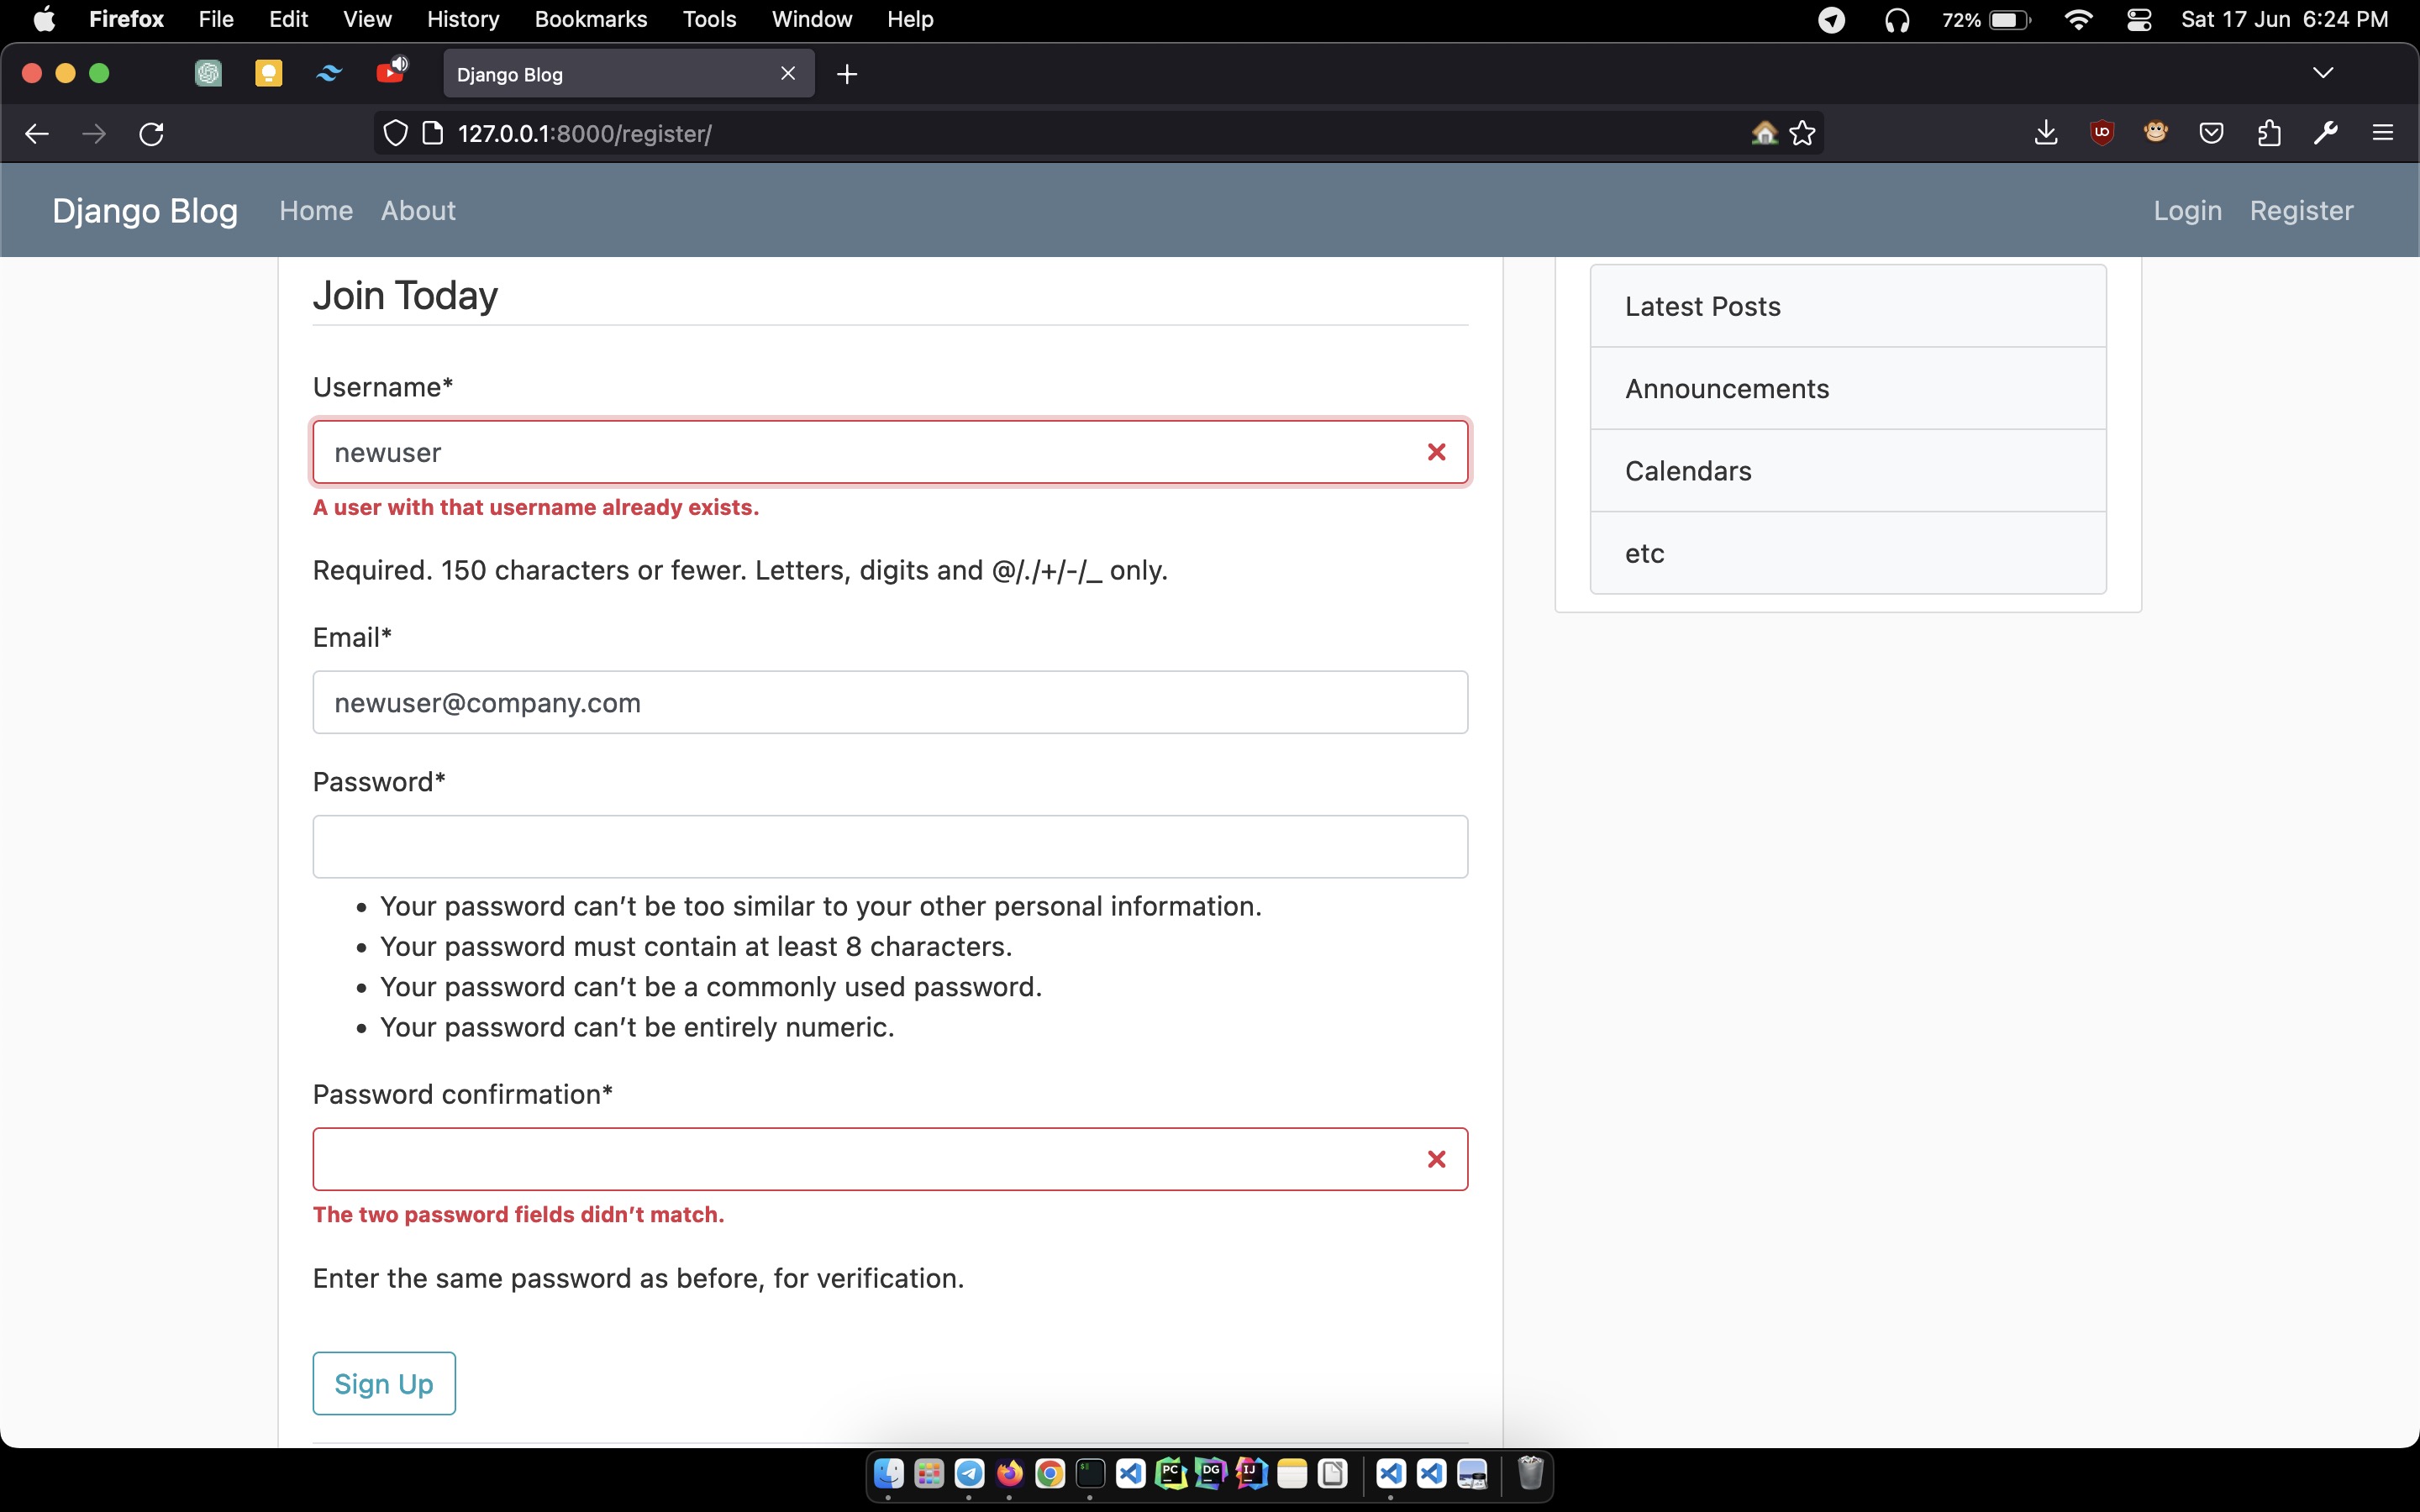 Firefox File Edit View History Bookmarks Tools Window Help 72% Sat 17 Jun 6:24 PM
Django Blog
127.0.0.1:8000/register/
Django Blog Home About Login Register
Join Today
Username*
newuser
A user with that username already exists.
Required. 150 characters or fewer. Letters, digits and @/./+/-/_ only.
Email*
newuser@company.com
Password*
• Your password can’t be too similar to your other personal information.
• Your password must contain at least 8 characters.
• Your password can’t be a commonly used password.
• Your password can’t be entirely numeric.
Password confirmation*
The two password fields didn’t match.
Enter the same password as before, for verification.
Sign Up
Latest Posts
Announcements
Calendars
etc
PC DG IJ